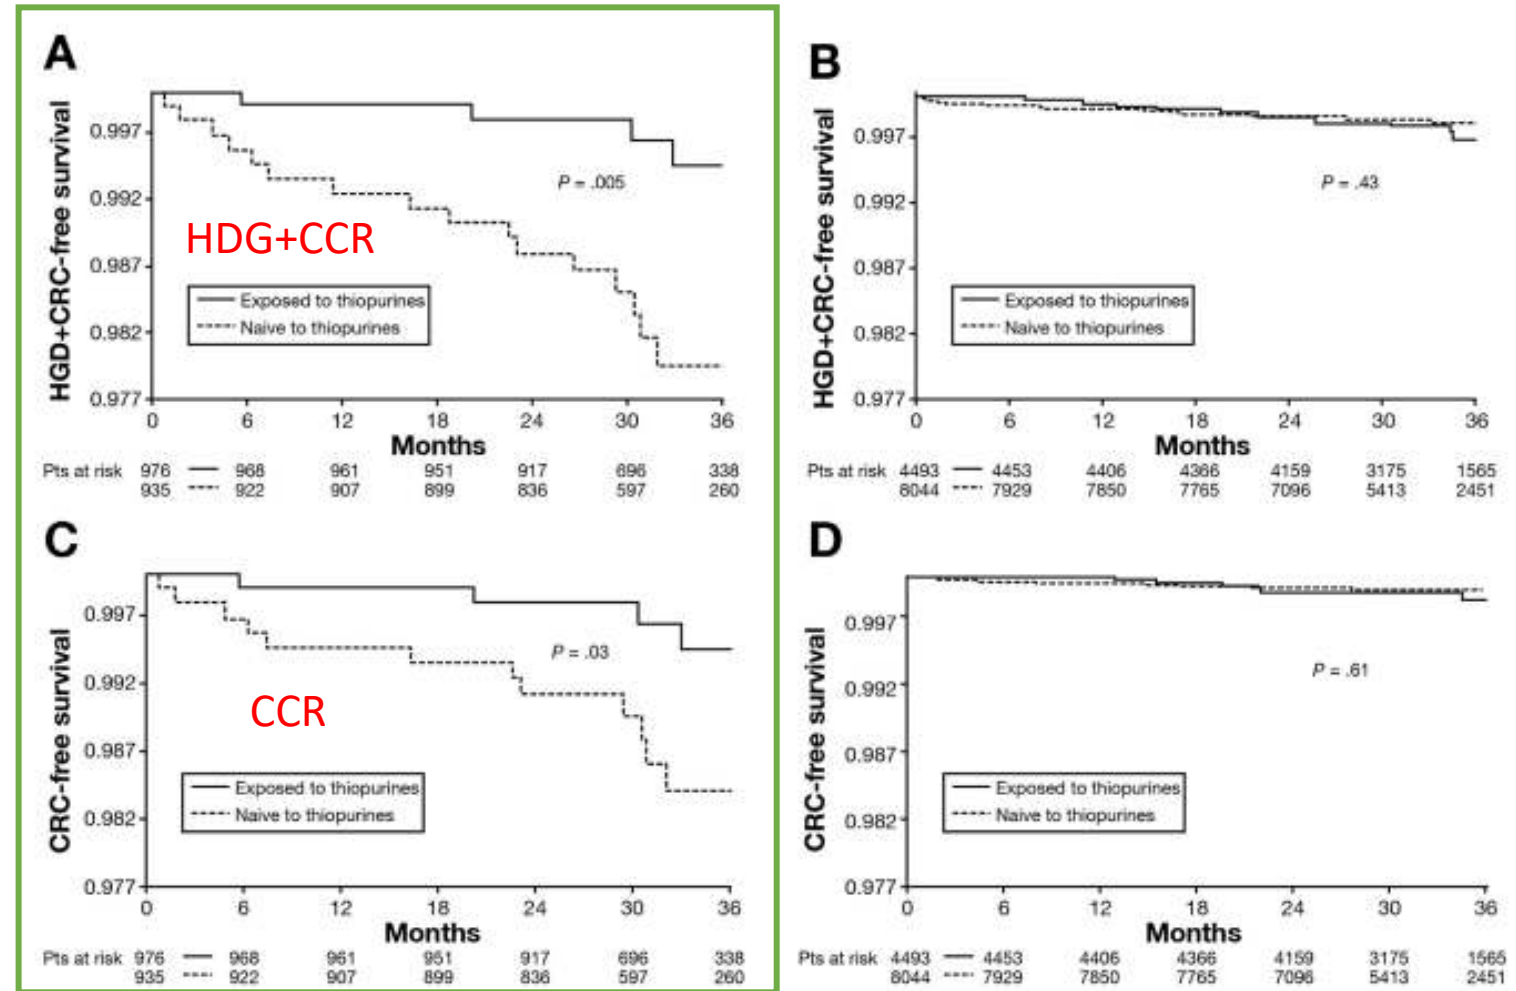 A
HGD+CRC-free survival
0.997
0.992
0.987
0.982
0.977
P = .005
HDG+CCR
Exposed to thiopurines
Naive to thiopurines
0 6 12 18 24 30 36
Months
Pts at risk 976 968 961 951 917 696 338
935 922 907 899 836 597 260
B
HGD+CRC-free survival
0.997
0.992
0.987
0.982
0.977
P = .43
Exposed to thiopurines
Naive to thiopurines
0 6 12 18 24 30 36
Months
Pts at risk 4493 4453 4406 4366 4159 3175 1565
8044 7929 7850 7765 7096 5413 2451
C
CRC-free survival
0.997
0.992
0.987
0.982
0.977
P = .03
CCR
Exposed to thiopurines
Naive to thiopurines
0 6 12 18 24 30 36
Months
Pts at risk 976 968 961 951 917 696 338
935 922 907 899 836 597 260
D
CRC-free survival
0.997
0.992
0.987
0.982
0.977
P = .61
Exposed to thiopurines
Naive to thiopurines
0 6 12 18 24 30 36
Months
Pts at risk 4493 4453 4406 4366 4159 3175 1565
8044 7929 7850 7765 7096 5413 2451